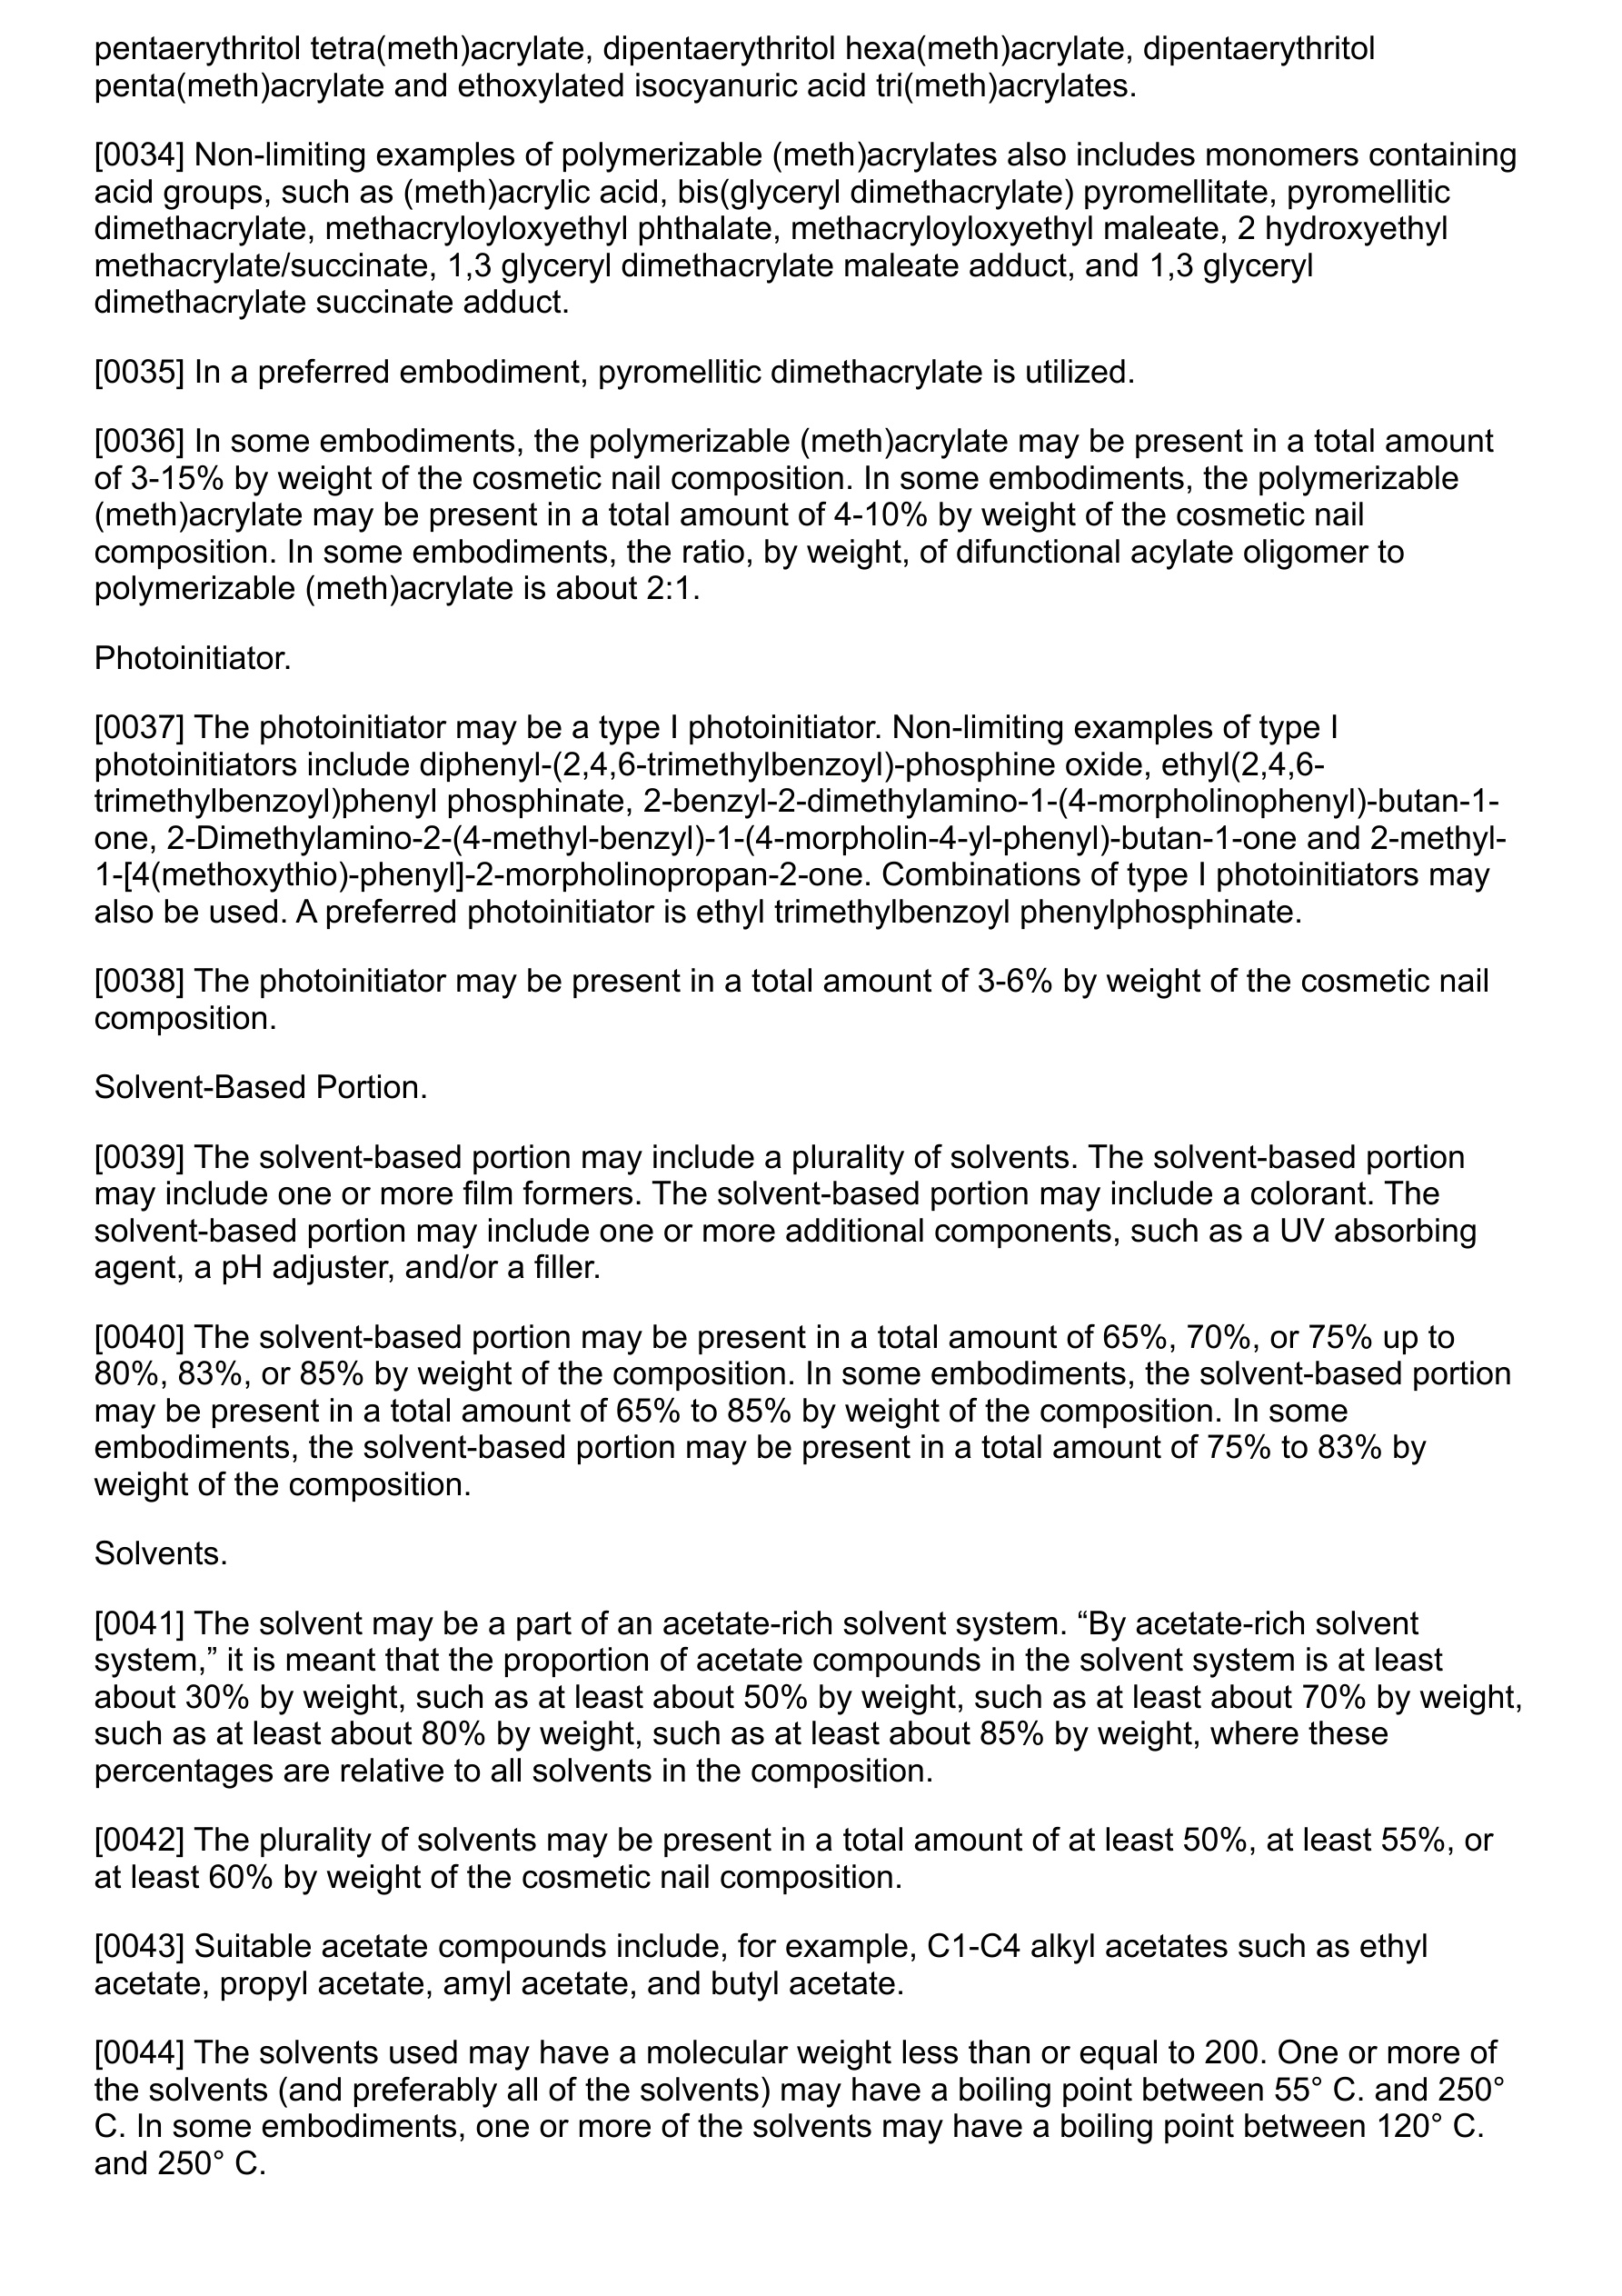 pentaerythritol tetra(meth)acrylate, dipentaerythritol hexa(meth)acrylate, dipentaerythritol
penta(meth)acrylate and ethoxylated isocyanuric acid tri(meth)acrylates.
[0034] Non-limiting examples of polymerizable (meth)acrylates also includes monomers containing
acid groups, such as (meth)acrylic acid, bis(glyceryl dimethacrylate) pyromellitate, pyromellitic
dimethacrylate, methacryloyloxyethyl phthalate, methacryloyloxyethyl maleate, 2 hydroxyethyl
methacrylate/succinate, 1,3 glyceryl dimethacrylate maleate adduct, and 1,3 glyceryl
dimethacrylate succinate adduct.
[0035] In a preferred embodiment, pyromellitic dimethacrylate is utilized.
[0036] In some embodiments, the polymerizable (meth)acrylate may be present in a total amount
of 3-15% by weight of the cosmetic nail composition. In some embodiments, the polymerizable
(meth)acrylate may be present in a total amount of 4-10% by weight of the cosmetic nail
composition. In some embodiments, the ratio, by weight, of difunctional acylate oligomer to
polymerizable (meth)acrylate is about 2:1.
Photoinitiator.
[0037] The photoinitiator may be a type I photoinitiator. Non-limiting examples of type I
photoinitiators include diphenyl-(2,4,6-trimethylbenzoyl)-phosphine oxide, ethyl(2,4,6-
trimethylbenzoyl)phenyl phosphinate, 2-benzyl-2-dimethylamino-1-(4-morpholinophenyl)-butan-1-
one, 2-Dimethylamino-2-(4-methyl-benzyl)-1-(4-morpholin-4-yl-phenyl)-butan-1-one and 2-methyl-
1-[4(methoxythio)-phenyl]-2-morpholinopropan-2-one. Combinations of type I photoinitiators may
also be used. A preferred photoinitiator is ethyl trimethylbenzoyl phenylphosphinate.
[0038] The photoinitiator may be present in a total amount of 3-6% by weight of the cosmetic nail
composition.
Solvent-Based Portion.
[0039] The solvent-based portion may include a plurality of solvents. The solvent-based portion
may include one or more film formers. The solvent-based portion may include a colorant. The
solvent-based portion may include one or more additional components, such as a UV absorbing
agent, a pH adjuster, and/or a filler.
[0040] The solvent-based portion may be present in a total amount of 65%, 70%, or 75% up to
80%, 83%, or 85% by weight of the composition. In some embodiments, the solvent-based portion
may be present in a total amount of 65% to 85% by weight of the composition. In some
embodiments, the solvent-based portion may be present in a total amount of 75% to 83% by
weight of the composition.
Solvents.
[0041] The solvent may be a part of an acetate-rich solvent system. “By acetate-rich solvent
system,” it is meant that the proportion of acetate compounds in the solvent system is at least
about 30% by weight, such as at least about 50% by weight, such as at least about 70% by weight,
such as at least about 80% by weight, such as at least about 85% by weight, where these
percentages are relative to all solvents in the composition.
[0042] The plurality of solvents may be present in a total amount of at least 50%, at least 55%, or
at least 60% by weight of the cosmetic nail composition.
[0043] Suitable acetate compounds include, for example, C1-C4 alkyl acetates such as ethyl
acetate, propyl acetate, amyl acetate, and butyl acetate.
[0044] The solvents used may have a molecular weight less than or equal to 200. One or more of
the solvents (and preferably all of the solvents) may have a boiling point between 55° C. and 250°
C. In some embodiments, one or more of the solvents may have a boiling point between 120° C.
and 250° C.